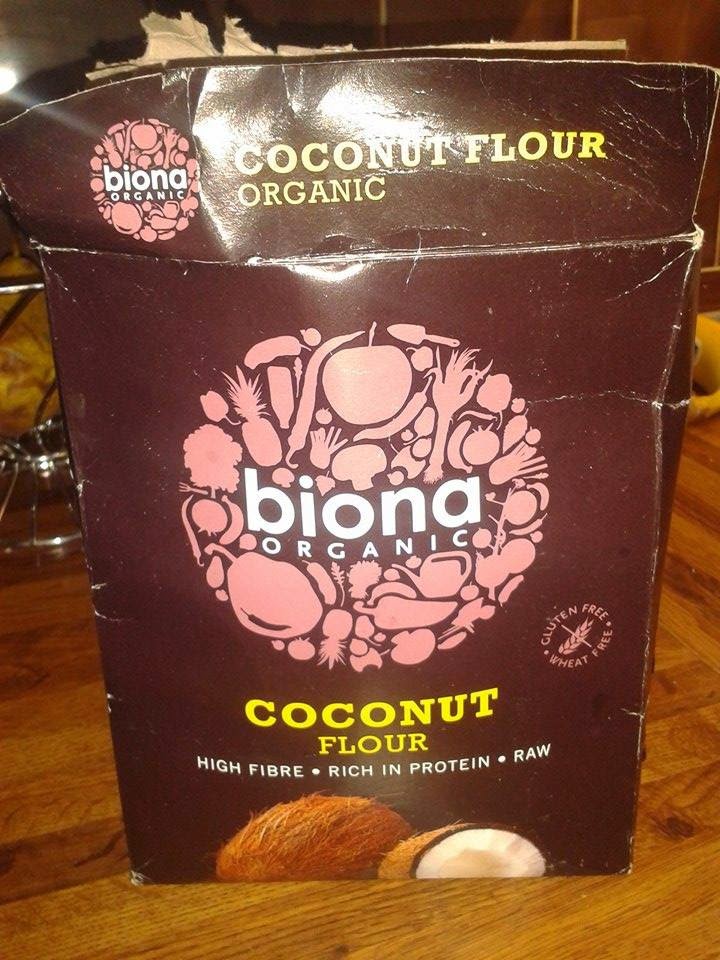 biona
ORGANIC
COCONUT FLOUR
ORGANIC
biona
ORGANIC
GLUTEN FREE •
WHEAT FREE •
COCONUT
FLOUR
HIGH FIBRE • RICH IN PROTEIN • RAW